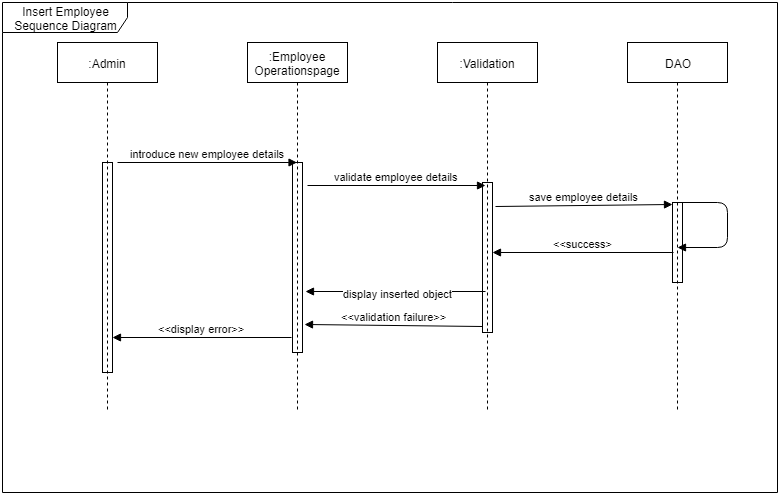 Insert Employee
Sequence Diagram
:Admin
:Employee
Operationspage
:Validation
DAO
introduce new employee details
validate employee details
save employee details
<<success>
display inserted object
<<validation failure>>
<<display error>>